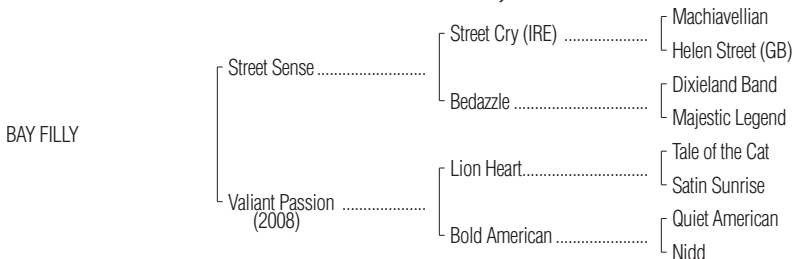 Machiavellian
Street Cry (IRE) ....................
Helen Street (GB)
Street Sense ..........................
Dixieland Band
Bedazzle .................................
Majestic Legend
BAY FILLY
Tale of the Cat
Lion Heart..............................
Satin Sunrise
Valiant Passion ....................
(2008)
Quiet American
Bold American ......................
Nidd